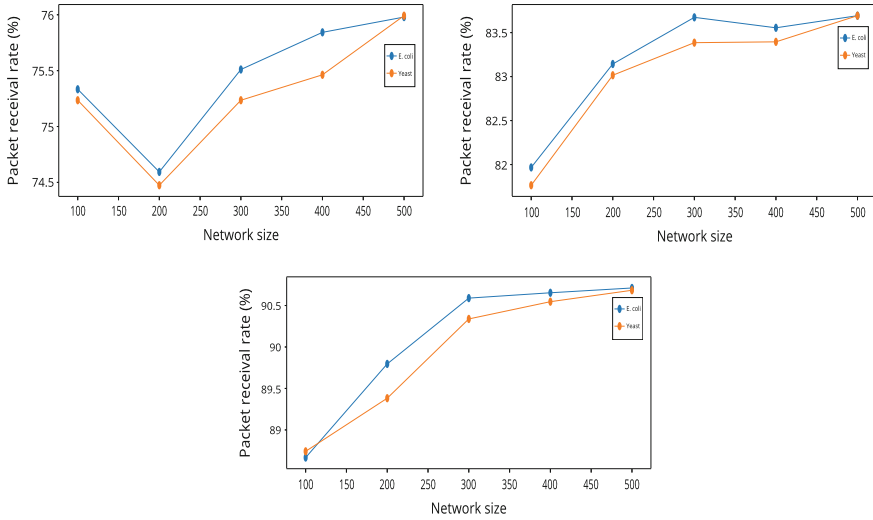 Packet receival rate (%)
76
75.5
75
74.5
E. coli
Yeast
100 150 200 250 300 350 400 450 500
Network size
Packet receival rate (%)
83.5
83
82.5
82
E. coli
Yeast
100 150 200 250 300 350 400 450 500
Network size
Packet receival rate (%)
90.5
90
89.5
89
E. coli
Yeast
100 150 200 250 300 350 400 450 500
Network size